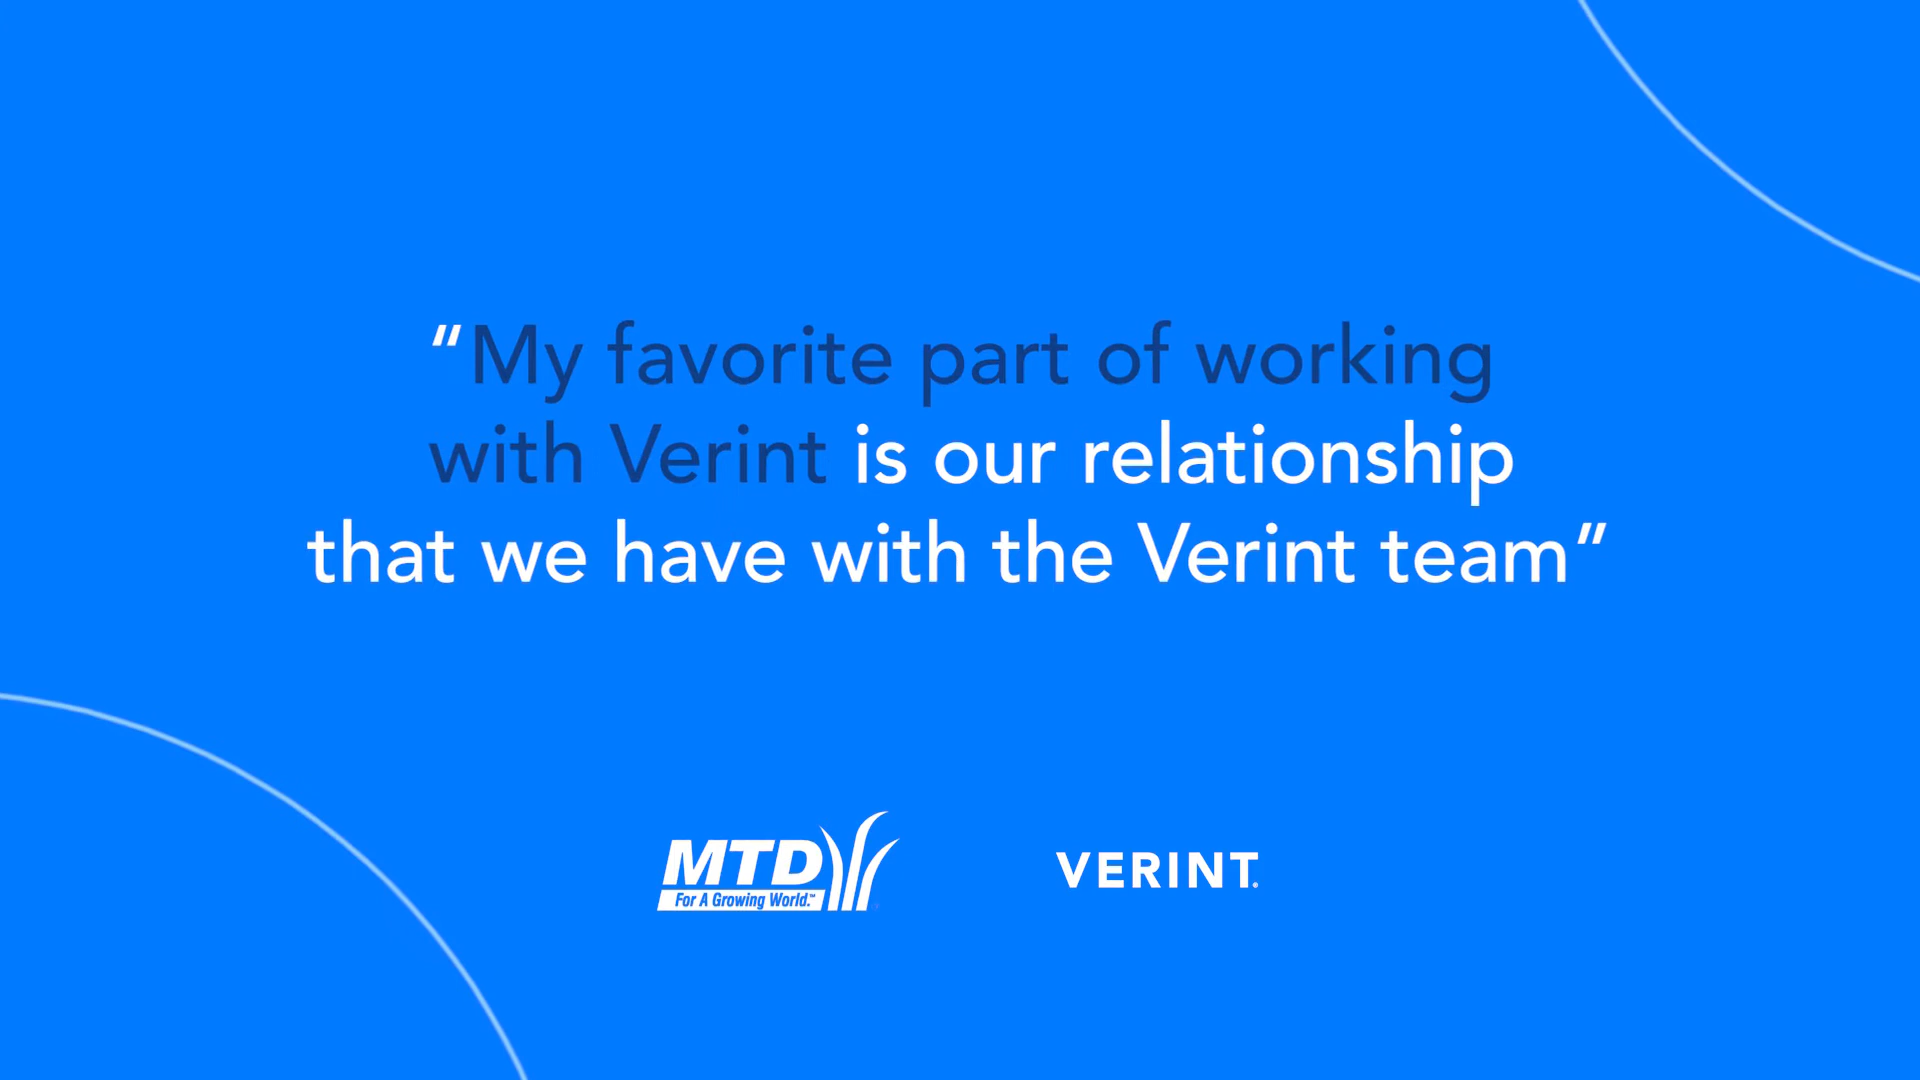 “My favorite part of working
with Verint is our relationship
that we have with the Verint team”
MTD
For A Growing World.™
VERINT®